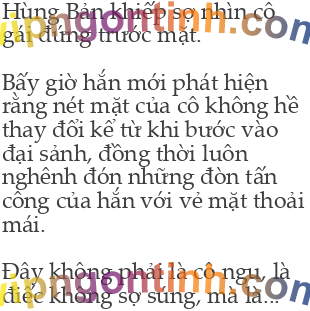 Hùng Bản khiếp sợ nhìn cô
gái đứng trước mặt.
Bấy giờ hắn mới phát hiện
rằng nét mặt của cô không hề
thay đổi kể từ khi bước vào
đại sảnh, đồng thời luôn
nghênh đón những đòn tấn
công của hắn với vẻ mặt thoải
mái.
Đây không phải là cô ngu, là
điếc không sợ súng, mà là...